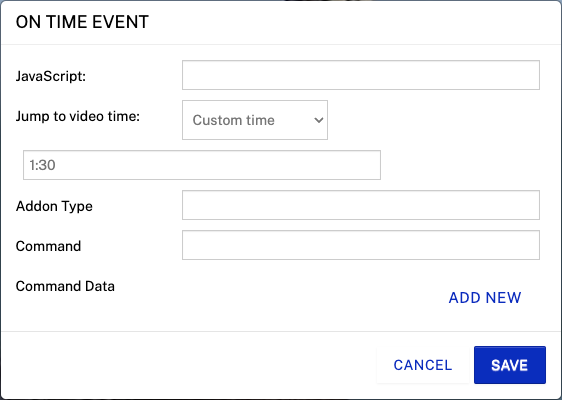 ON TIME EVENT
JavaScript:
Jump to video time:
Custom time
1:30
Addon Type
Command
Command Data
ADD NEW
CANCEL
SAVE